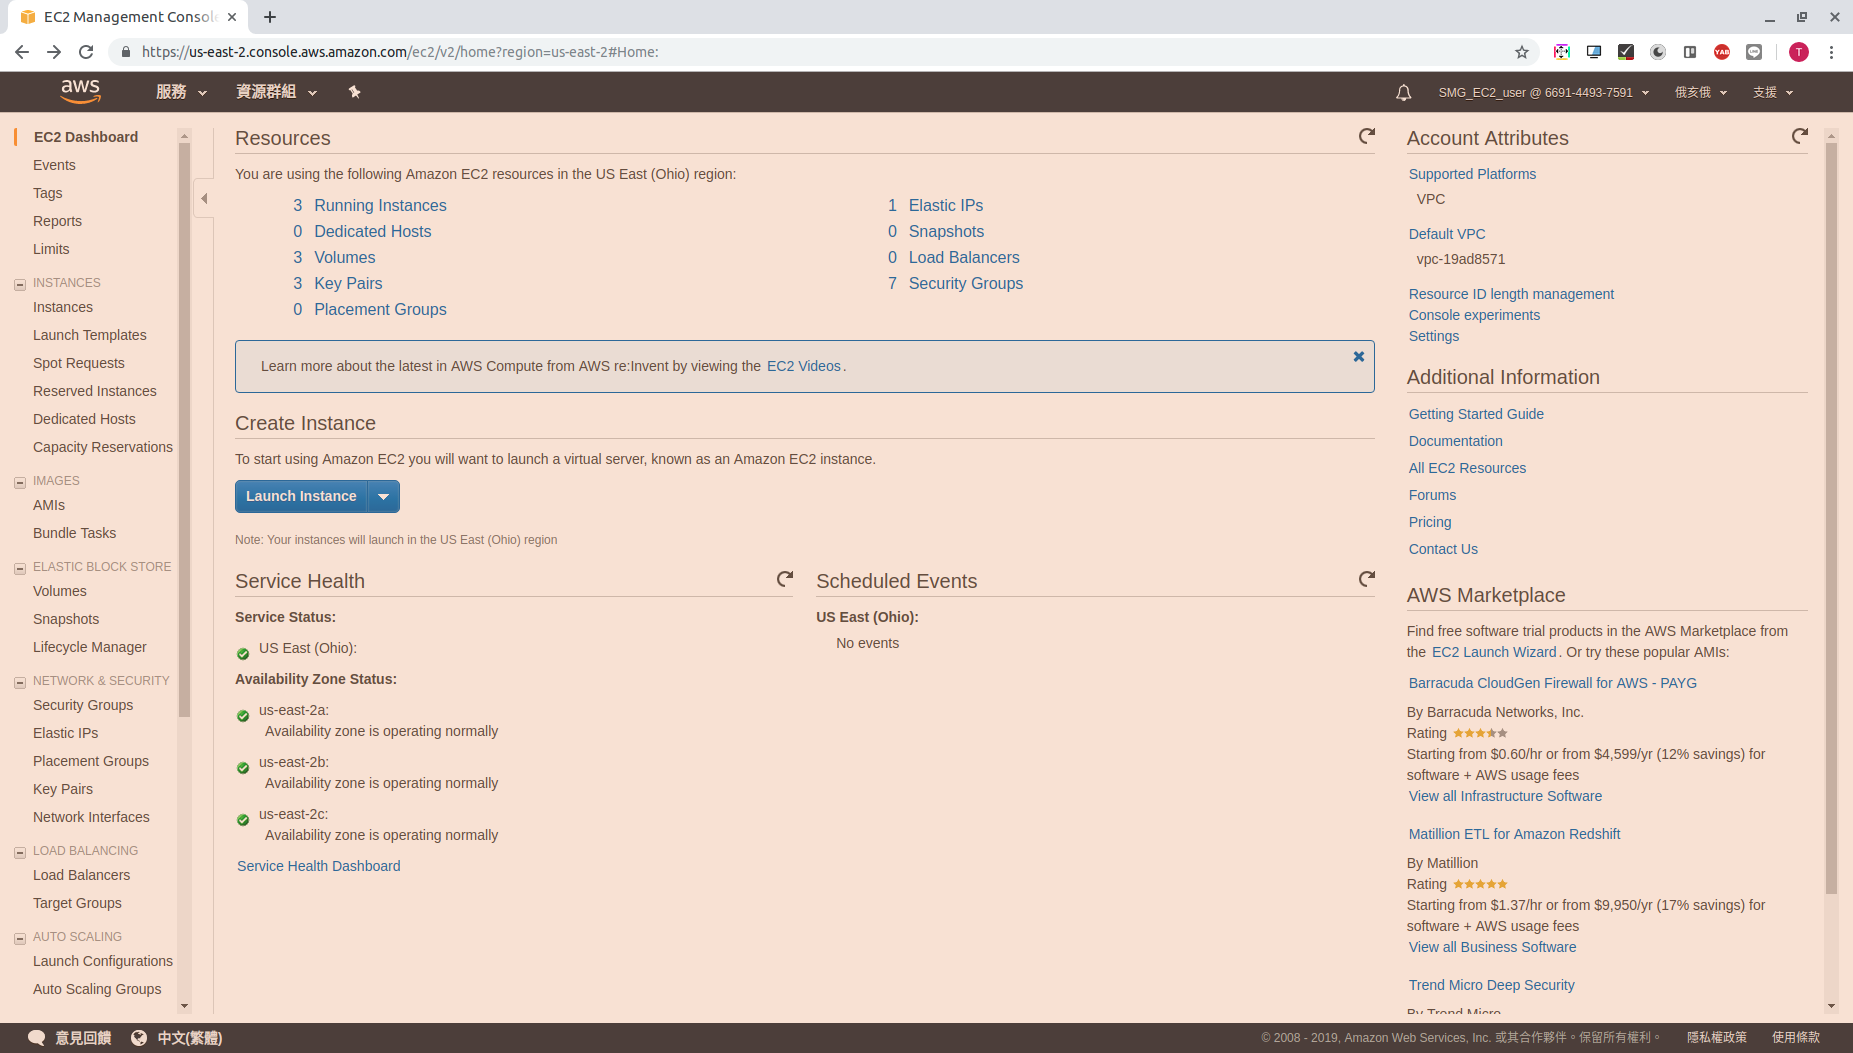 EC2 Management Consol
https://us-east-2.console.aws.amazon.com/ec2/v2/home?region=us-east-2#Home:
YAB
T
aws
服務
資源群組
SMG_EC2_user @ 6691-4493-7591
俄亥俄
支援
EC2 Dashboard
Events
Tags
Reports
Limits
INSTANCES
Instances
Launch Templates
Spot Requests
Reserved Instances
Dedicated Hosts
Capacity Reservations
IMAGES
AMIs
Bundle Tasks
ELASTIC BLOCK STORE
Volumes
Snapshots
Lifecycle Manager
NETWORK & SECURITY
Security Groups
Elastic IPs
Placement Groups
Key Pairs
Network Interfaces
LOAD BALANCING
Load Balancers
Target Groups
AUTO SCALING
Launch Configurations
Auto Scaling Groups
Resources
You are using the following Amazon EC2 resources in the US East (Ohio) region:
3 Running Instances
0 Dedicated Hosts
3 Volumes
3 Key Pairs
0 Placement Groups
1 Elastic IPs
0 Snapshots
0 Load Balancers
7 Security Groups
Learn more about the latest in AWS Compute from AWS re:Invent by viewing the EC2 Videos.
Create Instance
To start using Amazon EC2 you will want to launch a virtual server, known as an Amazon EC2 instance.
Launch Instance
Note: Your instances will launch in the US East (Ohio) region
Service Health
Service Status:
US East (Ohio):
Availability Zone Status:
us-east-2a:
Availability zone is operating normally
us-east-2b:
Availability zone is operating normally
us-east-2c:
Availability zone is operating normally
Service Health Dashboard
Scheduled Events
US East (Ohio):
No events
Account Attributes
Supported Platforms
VPC
Default VPC
vpc-19ad8571
Resource ID length management
Console experiments
Settings
Additional Information
Getting Started Guide
Documentation
All EC2 Resources
Forums
Pricing
Contact Us
AWS Marketplace
Find free software trial products in the AWS Marketplace from
the EC2 Launch Wizard. Or try these popular AMIs:
Barracuda CloudGen Firewall for AWS - PAYG
By Barracuda Networks, Inc.
Rating
Starting from $0.60/hr or from $4,599/yr (12% savings) for
software + AWS usage fees
View all Infrastructure Software
Matillion ETL for Amazon Redshift
By Matillion
Rating
Starting from $1.37/hr or from $9,950/yr (17% savings) for
software + AWS usage fees
View all Business Software
Trend Micro Deep Security
By Trend Micro
意見回饋
中文(繁體)
© 2008 - 2019, Amazon Web Services, Inc. 或其合作夥伴。保留所有權利。
隱私權政策
使用條款